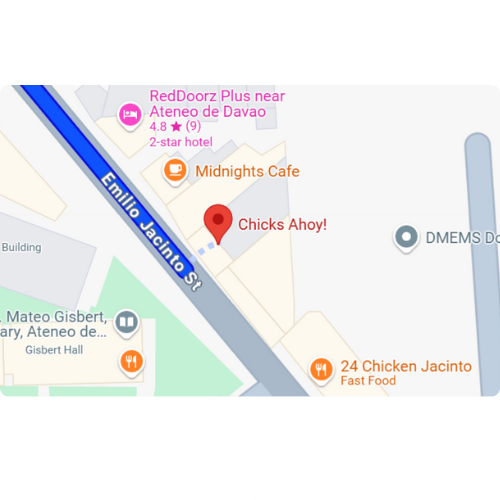 RedDoorz Plus near
Ateneo de Davao
4.8 ★ (9)
2-star hotel
Midnights Cafe
Emilio Jacinto St
Chicks Ahoy!
DMEMS Do
Building
Mateo Gisbert,
ary, Ateneo de...
Gisbert Hall
24 Chicken Jacinto
Fast Food